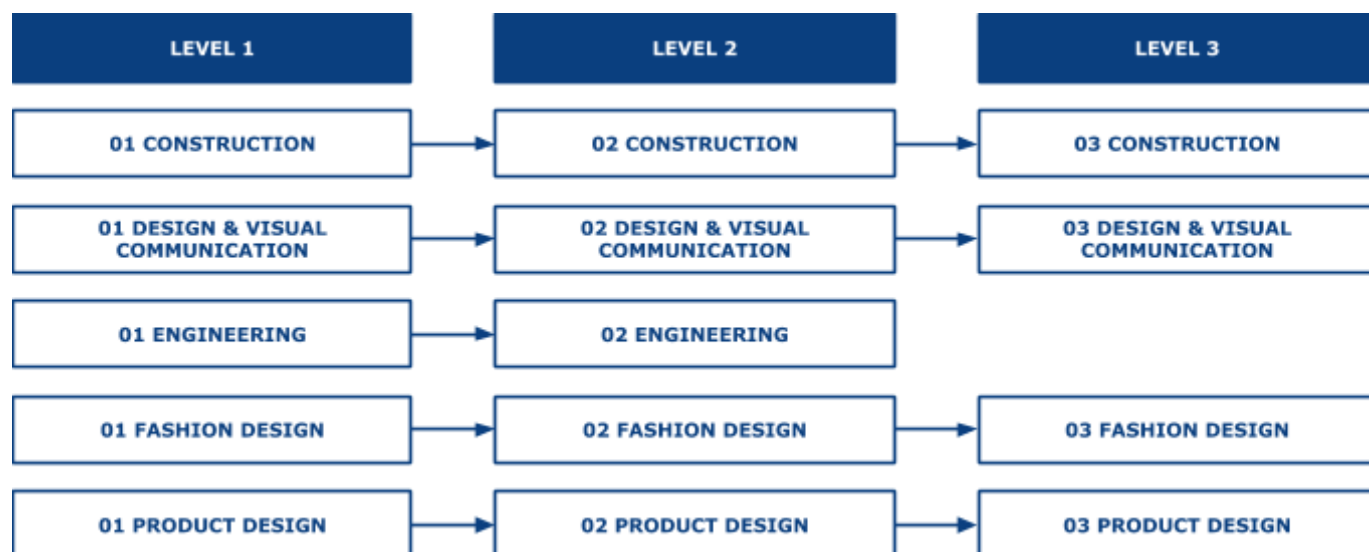 LEVEL 1
LEVEL 2
LEVEL 3
01 CONSTRUCTION
02 CONSTRUCTION
03 CONSTRUCTION
01 DESIGN & VISUAL
COMMUNICATION
02 DESIGN & VISUAL
COMMUNICATION
03 DESIGN & VISUAL
COMMUNICATION
01 ENGINEERING
02 ENGINEERING
01 FASHION DESIGN
02 FASHION DESIGN
03 FASHION DESIGN
01 PRODUCT DESIGN
02 PRODUCT DESIGN
03 PRODUCT DESIGN